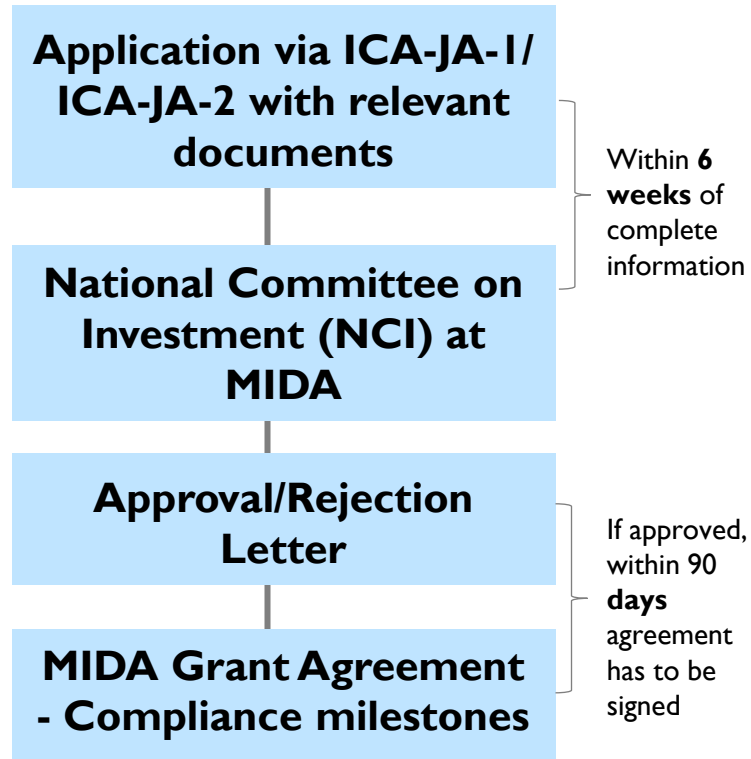 Application via ICA-JA-1/
ICA-JA-2 with relevant
documents
Within 6
weeks of
complete
information
National Committee on
Investment (NCI) at
MIDA
Approval/Rejection
Letter
If approved,
within 90
days
agreement
has to be
signed
MIDA Grant Agreement
- Compliance milestones